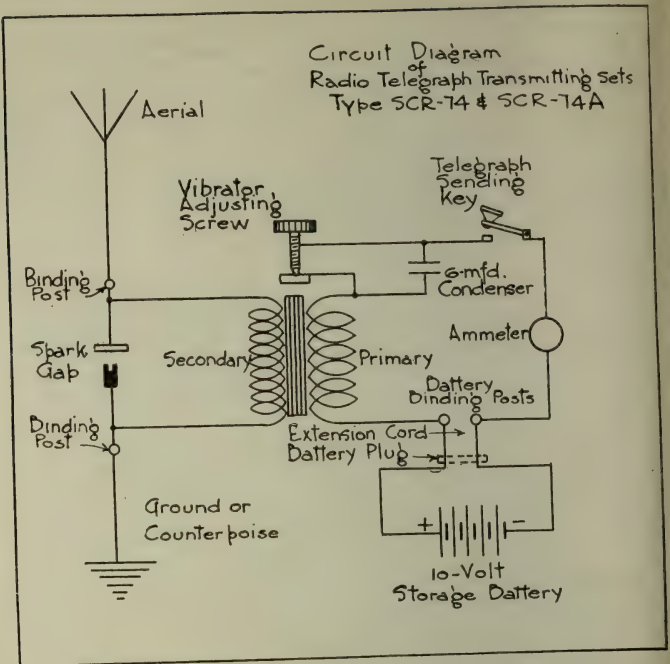 Circuit Diagram
of
Radio Telegraph Transmitting Sets
Type SCR-74 & SCR-74A
Aerial
Telegraph
Sending
Key
Vibrator
Adjusting
Screw
Binding
Post
6-mfd.
Condenser
Spark
Gap
Secondary
Primary
Ammeter
Battery
Binding Posts
Binding
Post
Extension Cord
Battery Plug
Ground or
Counterpoise
+ -
10-Volt
Storage Battery